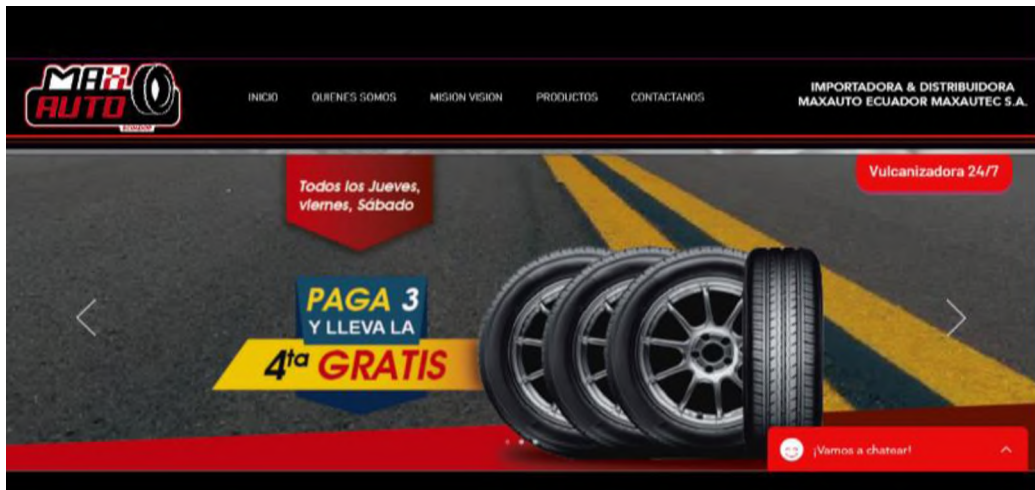 MAX
AUTO
ECUADOR
INICIO
QUIENES SOMOS
MISION VISION
PRODUCTOS
CONTACTANOS
IMPORTADORA & DISTRIBUIDORA
MAXAUTO ECUADOR MAXAUTEC S.A.
Todos los Jueves,
viernes, Sábado
Vulcanizadora 24/7
PAGA 3
Y LLEVA LA
4ta GRATIS
¡Vamos a chatear!